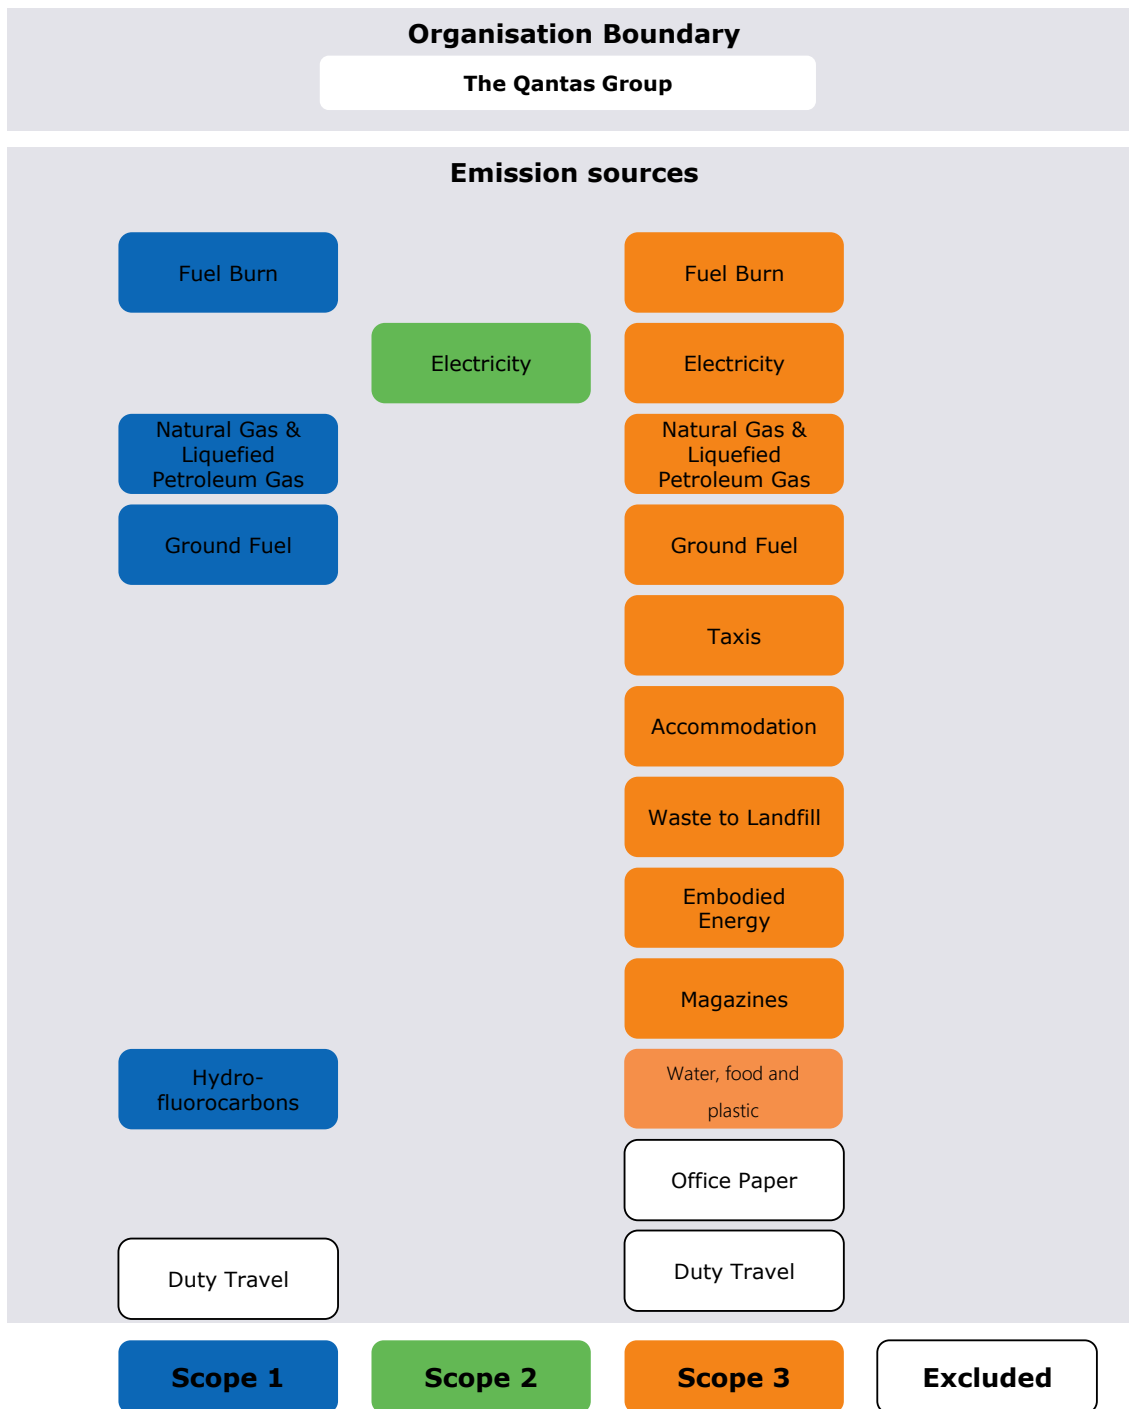 Organisation Boundary
The Qantas Group
Emission sources
Fuel Burn
Fuel Burn
Electricity
Electricity
Natural Gas &
Liquefied
Petroleum Gas
Natural Gas &
Liquefied
Petroleum Gas
Ground Fuel
Ground Fuel
Taxis
Accommodation
Waste to Landfill
Embodied
Energy
Magazines
Hydro-
fluorocarbons
Water, food and
plastic
Office Paper
Duty Travel
Duty Travel
Scope 1
Scope 2
Scope 3
Excluded